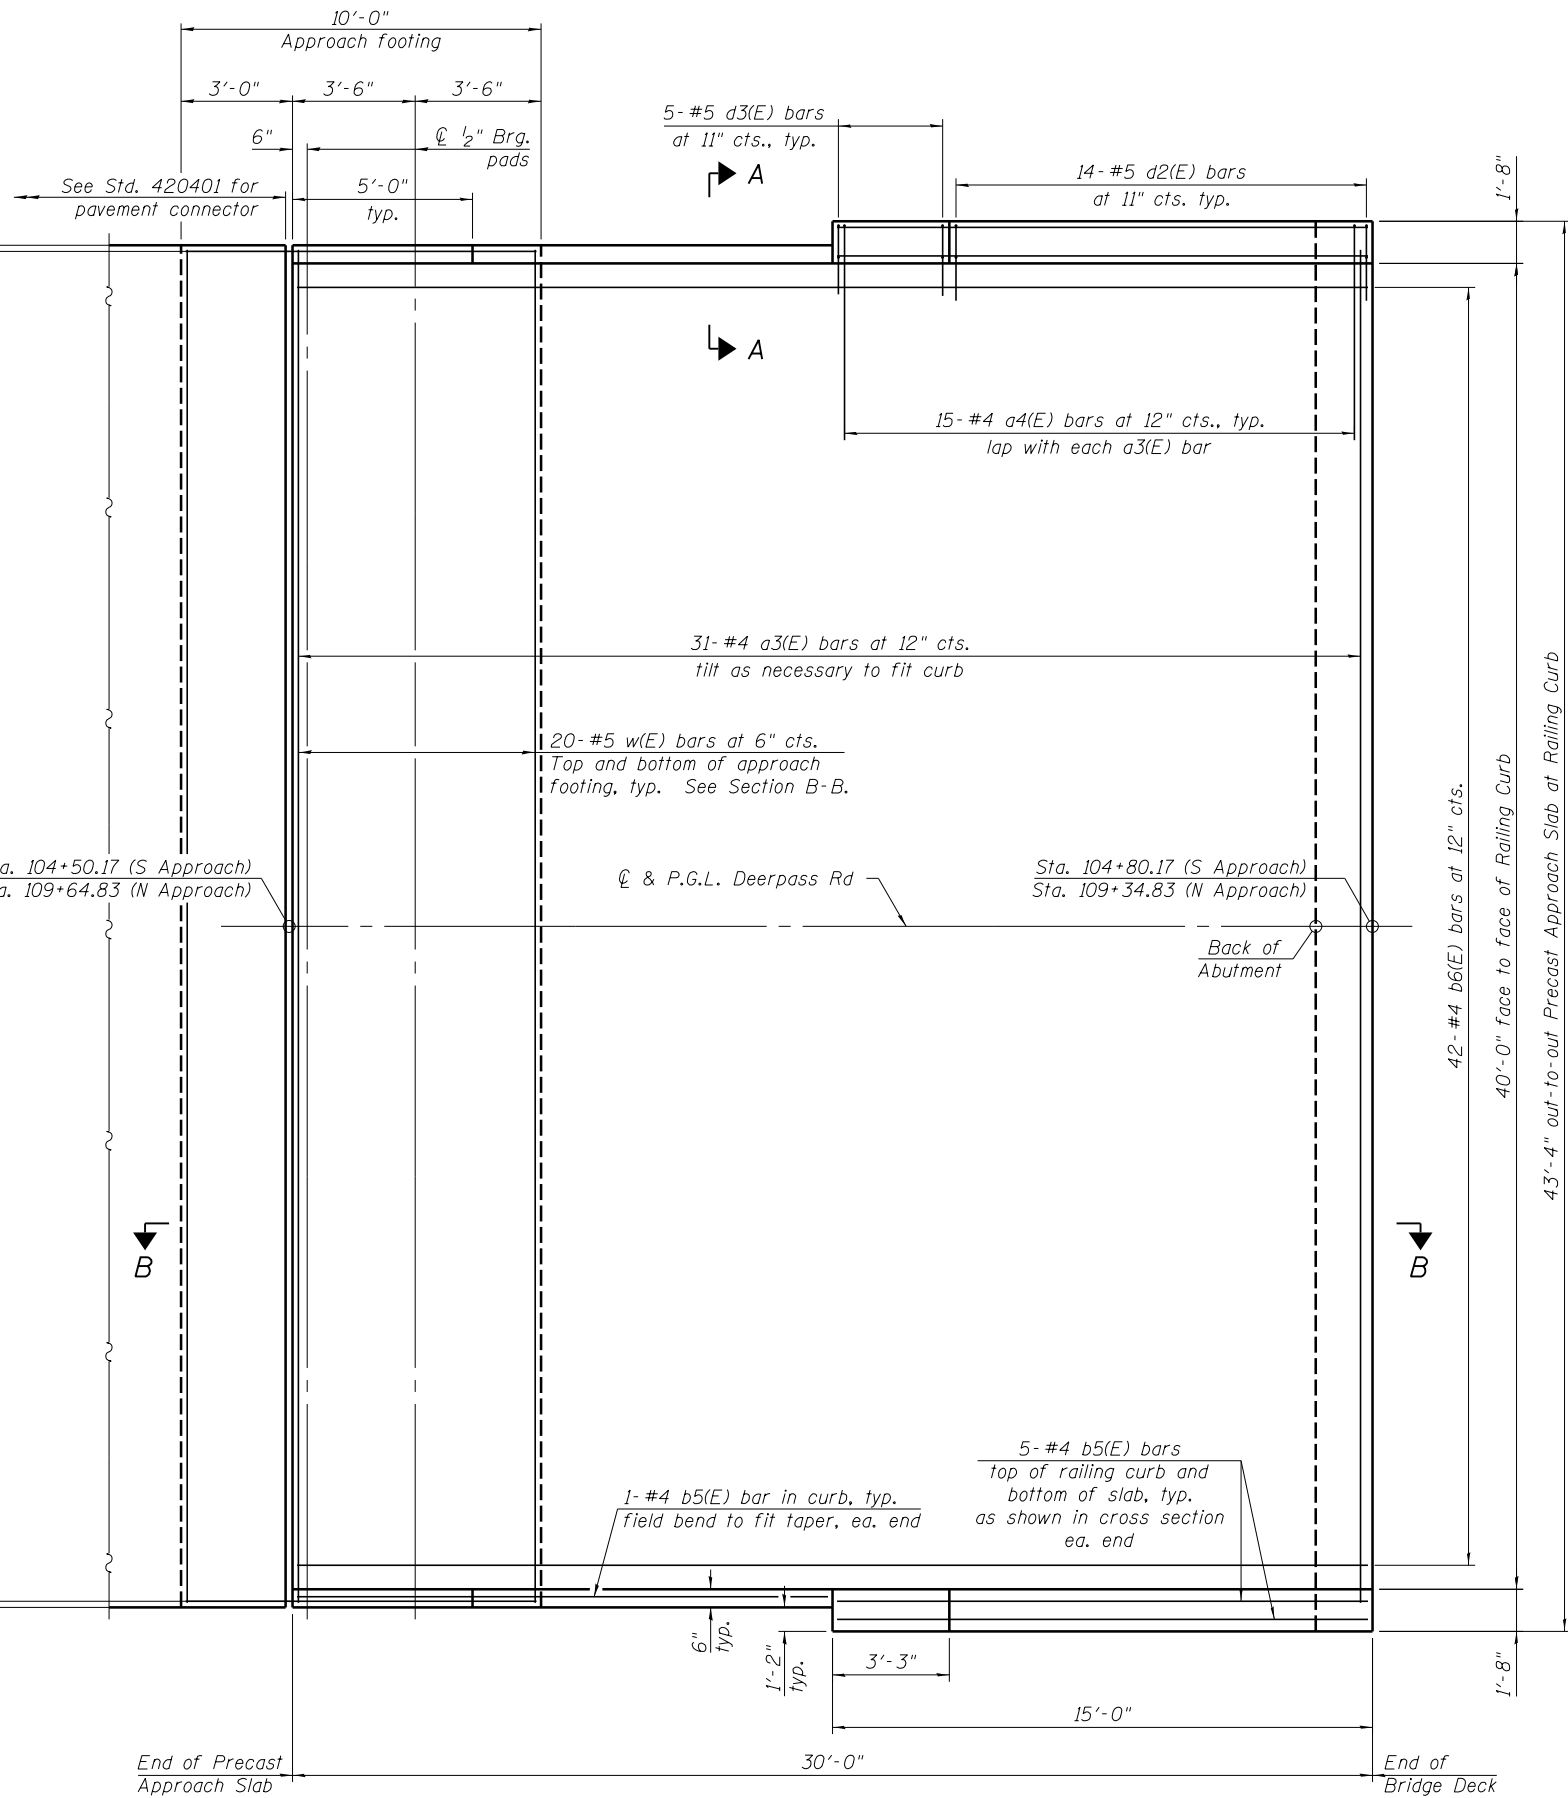 10'-0"
Approach footing
3'-0"
3'-6"
3'-6"
6"
℄ 1/2" Brg.
pads
5-#5 d3(E) bars
at 11" cts., typ.
A
14-#5 d2(E) bars
at 11" cts. typ.
1'-8"
See Std. 420401 for
pavement connector
5'-0"
typ.
A
15-#4 a4(E) bars at 12" cts., typ.
lap with each a3(E) bar
31-#4 a3(E) bars at 12" cts.
tilt as necessary to fit curb
20-#5 w(E) bars at 6" cts.
Top and bottom of approach
footing, typ. See Section B-B.
a. 104+50.17 (S Approach)
a. 109+64.83 (N Approach)
℄ & P.G.L. Deerpass Rd
Sta. 104+80.17 (S Approach)
Sta. 109+34.83 (N Approach)
Back of
Abutment
42-#4 b6(E) bars at 12" cts.
40'-0" face to face of Railing Curb
43'-4" out-to-out Precast Approach Slab at Railing Curb
B
B
5-#4 b5(E) bars
top of railing curb and
bottom of slab, typ.
as shown in cross section
ea. end
1-#4 b5(E) bar in curb, typ.
field bend to fit taper, ea. end
6"
typ.
1'-2"
typ.
3'-3"
1'-8"
15'-0"
End of Precast
Approach Slab
30'-0"
End of
Bridge Deck